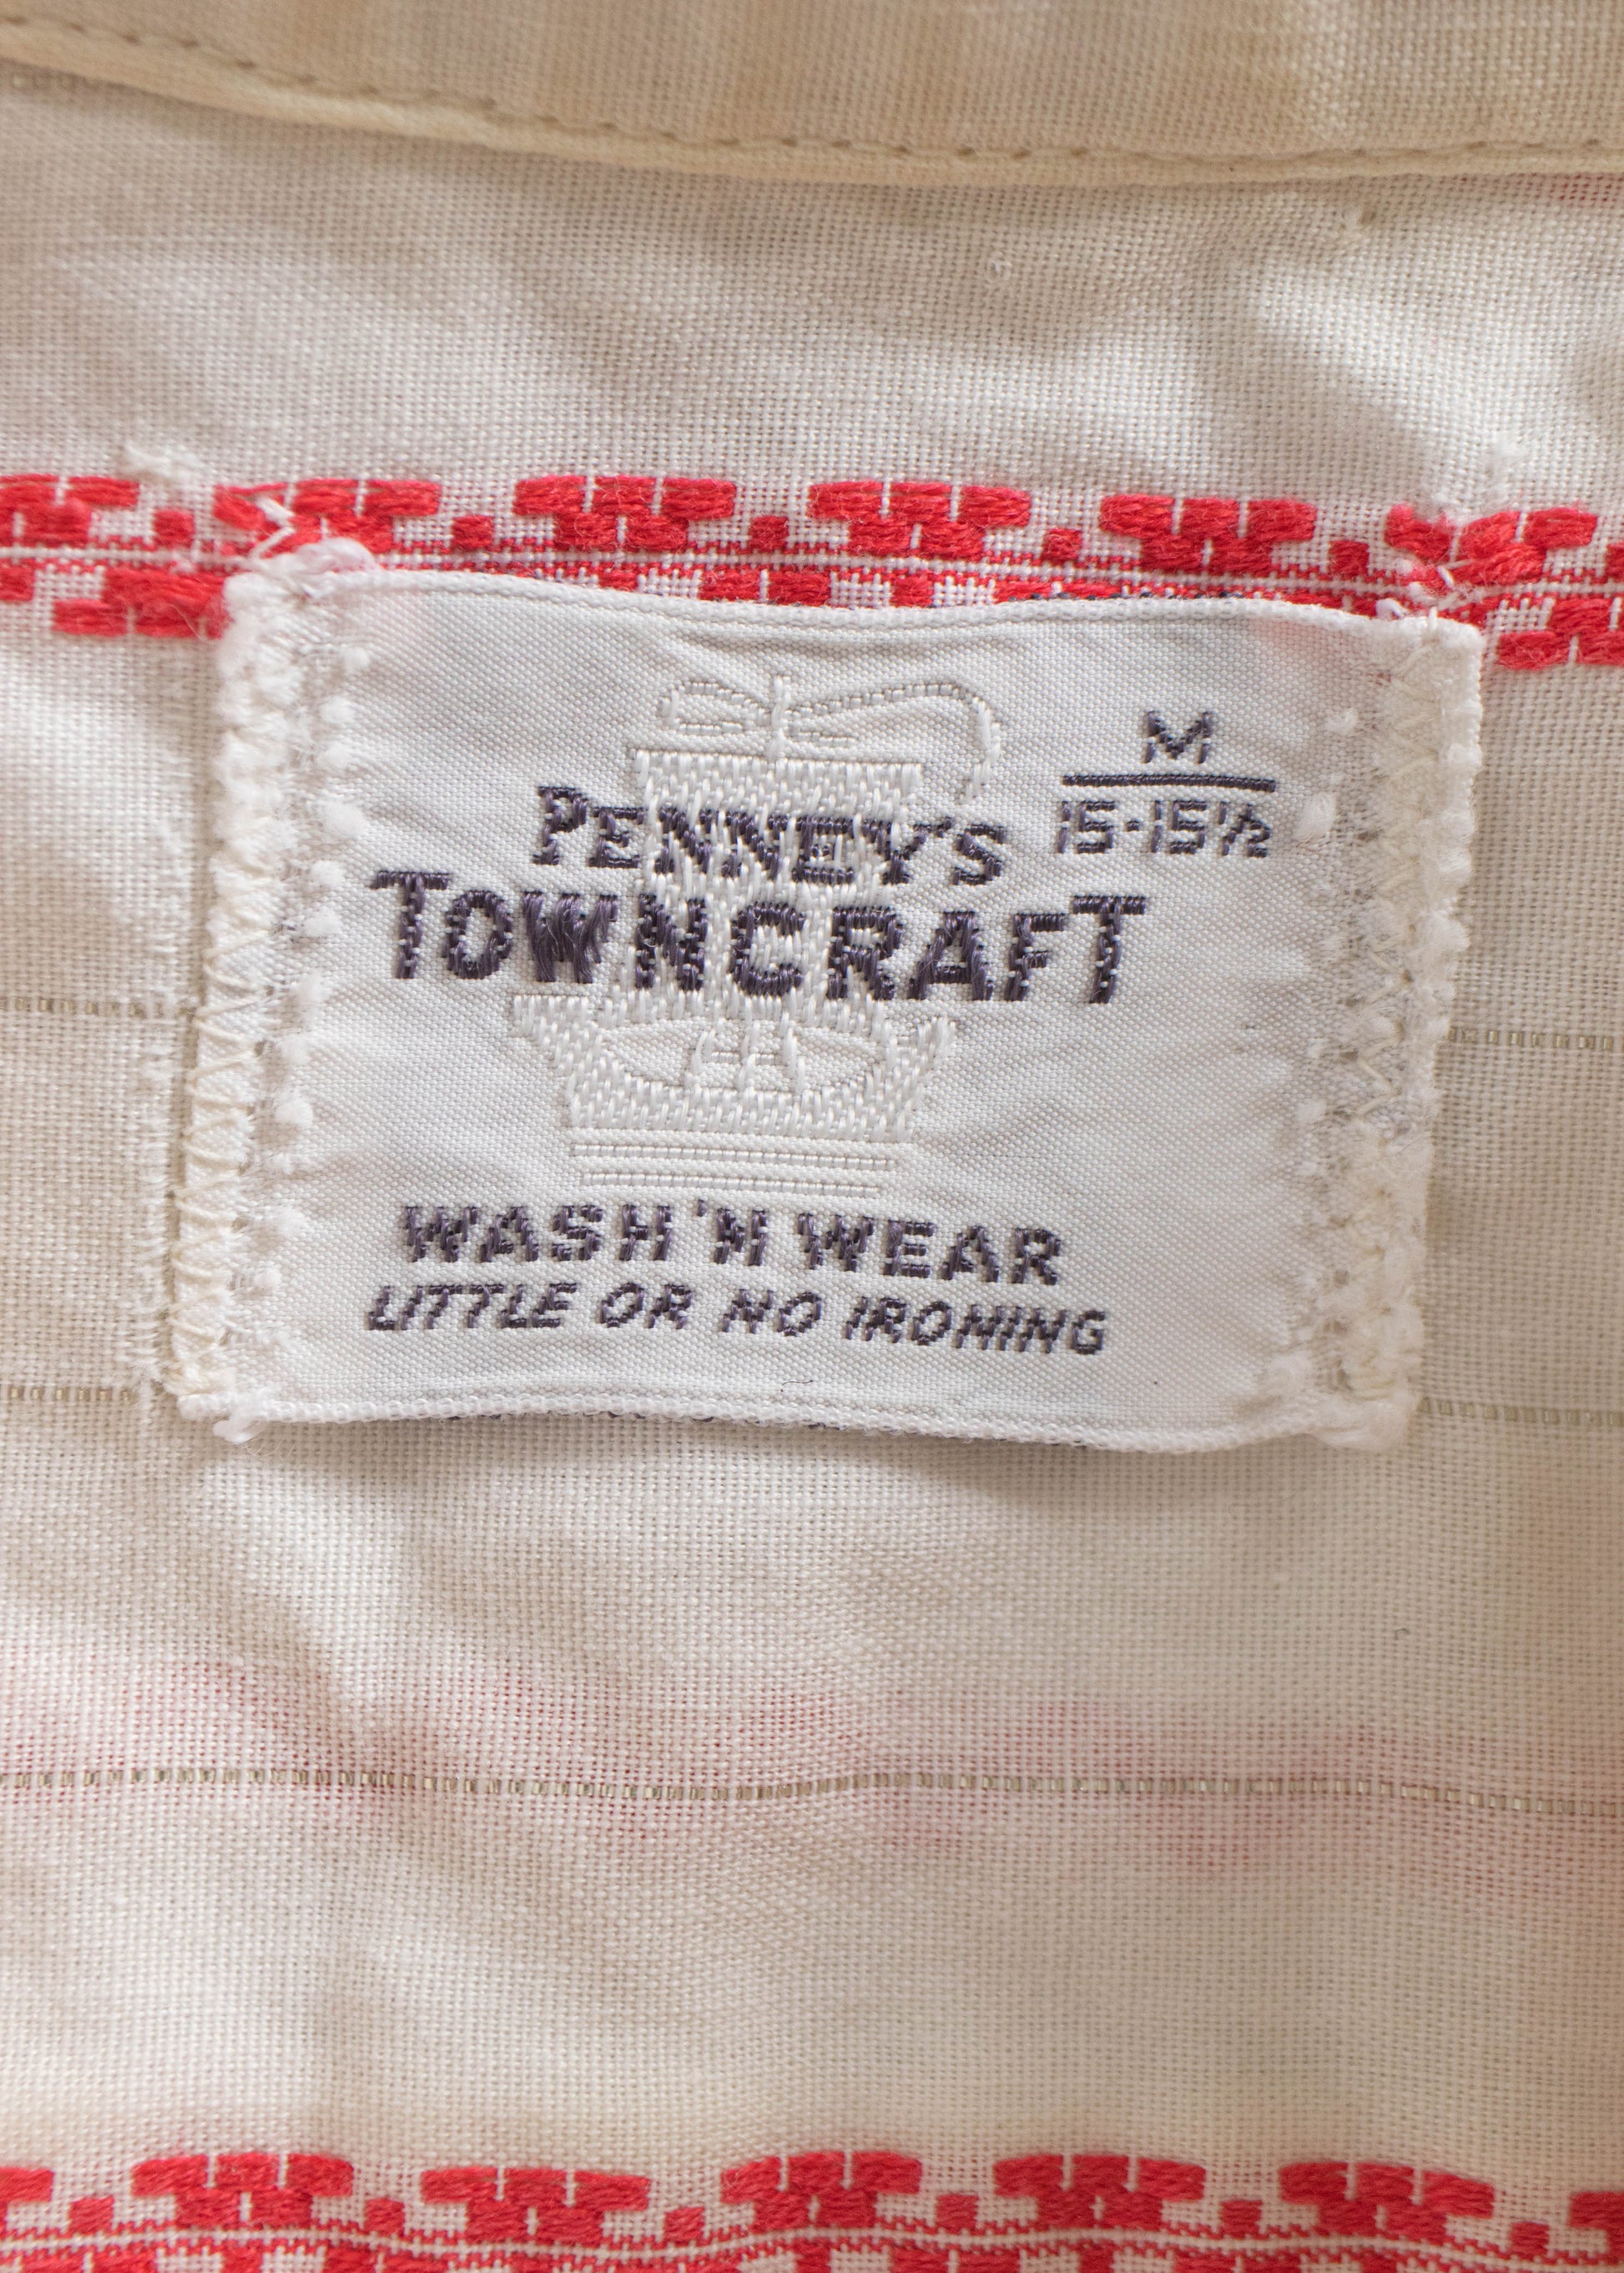 M
15-15½
PENNEY'S
TOWNCRAFT
WASH 'N WEAR
LITTLE OR NO IRONING